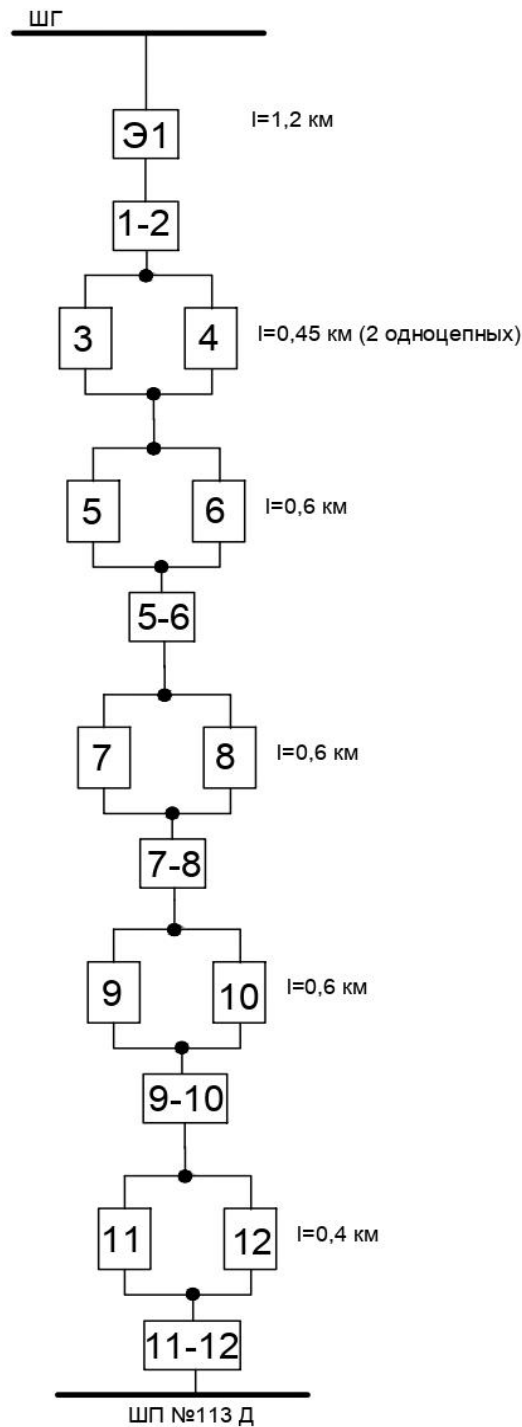 ШГ
Э1
l=1,2 км
1-2
3
4
l=0,45 км (2 одноцепных)
5
6
l=0,6 км
5-6
7
8
l=0,6 км
7-8
9
10
l=0,6 км
9-10
11
12
l=0,4 км
11-12
ШП №113 Д